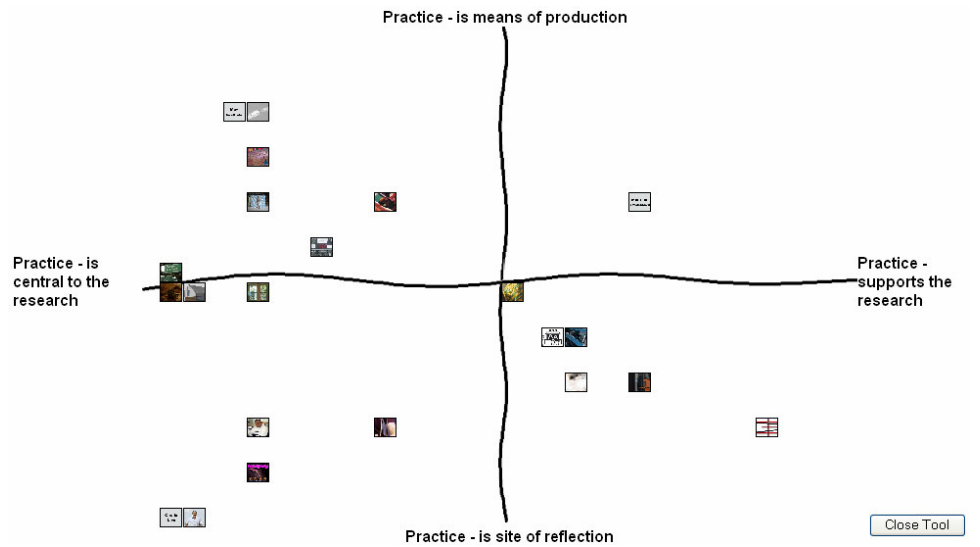 Practice - is means of production
Practice - is
central to the
research
Practice -
supports the
research
Practice - is site of reflection
Close Tool